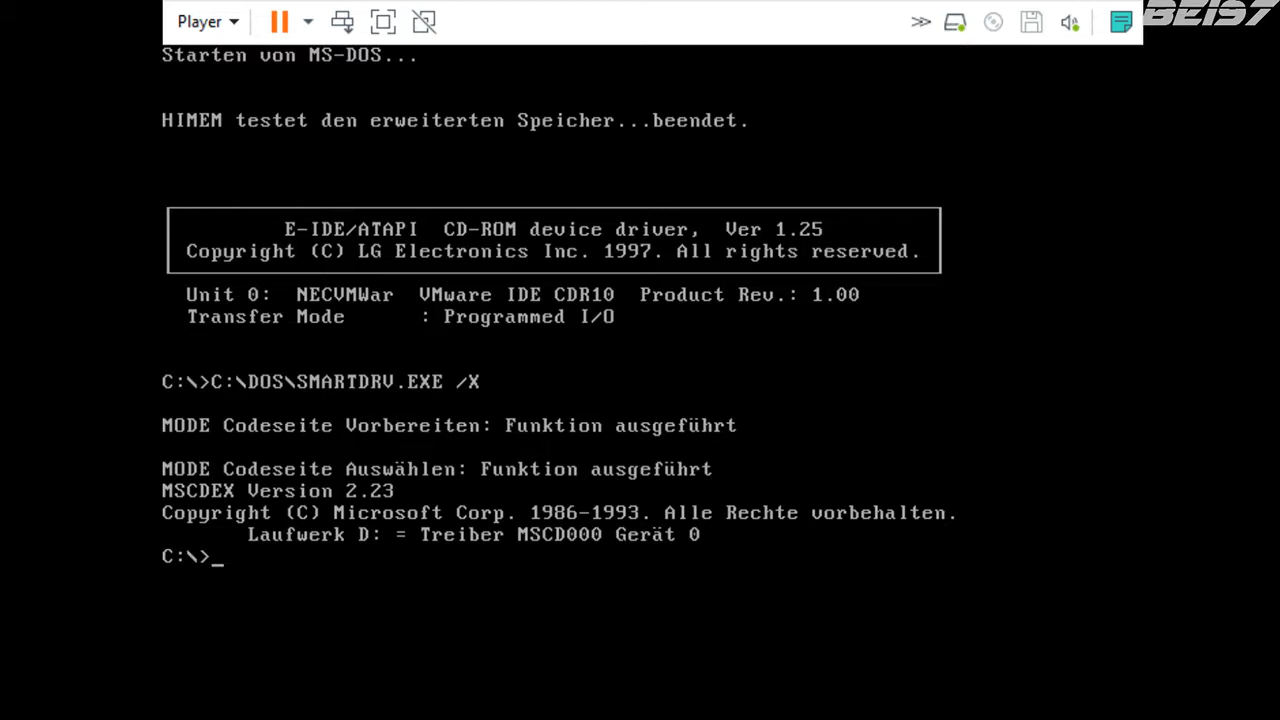 Player
BEI97
Starten von MS-DOS...
HIMEM testet den erweiterten Speicher...beendet.
E-IDE/ATAPI CD-ROM device driver, Ver 1.25
Copyright (C) LG Electronics Inc. 1997. All rights reserved.
Unit 0: NECVMWar VMware IDE CDR10 Product Rev.: 1.00
Transfer Mode : Programmed I/O
C:\>C:\DOS\SMARTDRV.EXE /X
MODE Codeseite Vorbereiten: Funktion ausgeführt
MODE Codeseite Auswählen: Funktion ausgeführt
MSCDEX Version 2.23
Copyright (C) Microsoft Corp. 1986-1993. Alle Rechte vorbehalten.
Laufwerk D: = Treiber MSCD000 Gerät 0
C:\>_